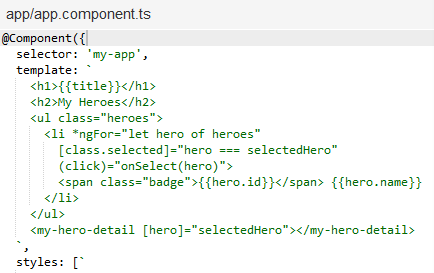 app/app.component.ts
@Component({
  selector: 'my-app',
  template: `
    <h1>{{title}}</h1>
    <h2>My Heroes</h2>
    <ul class="heroes">
      <li *ngFor="let hero of heroes"
        [class.selected]="hero === selectedHero"
        (click)="onSelect(hero)">
        <span class="badge">{{hero.id}}</span> {{hero.name}}
      </li>
    </ul>
    <my-hero-detail [hero]="selectedHero"></my-hero-detail>
  `,
  styles: [`